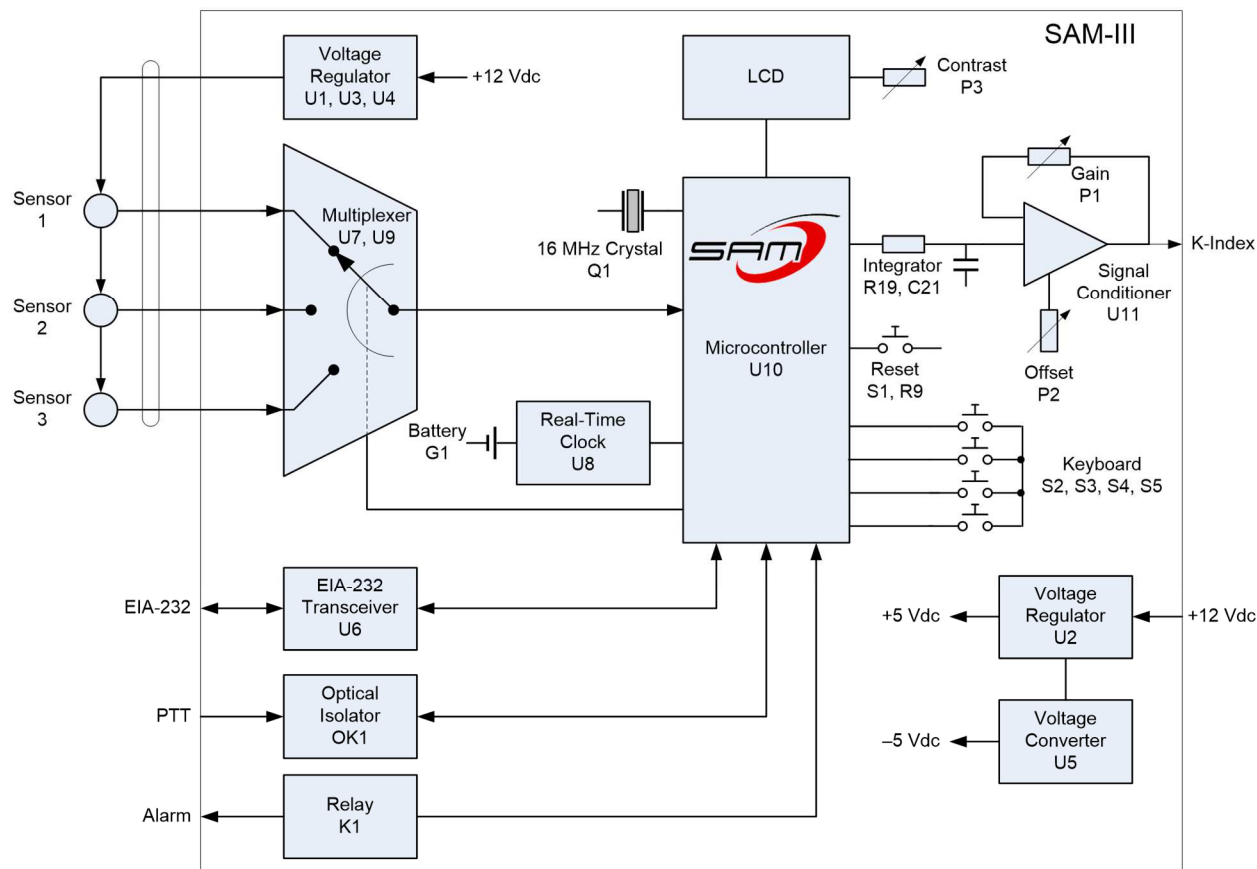 SAM-III
Voltage
Regulator
U1, U3, U4
+12 Vdc
LCD
Contrast
P3
Sensor
1
Sensor
2
Sensor
3
Multiplexer
U7, U9
16 MHz Crystal
Q1
SAM
Microcontroller
U10
Gain
P1
Integrator
R19, C21
Signal
Conditioner
U11
K-Index
Offset
P2
Reset
S1, R9
Battery
G1
Real-Time
Clock
U8
Keyboard
S2, S3, S4, S5
EIA-232
EIA-232
Transceiver
U6
+5 Vdc
Voltage
Regulator
U2
+12 Vdc
PTT
Optical
Isolator
OK1
–5 Vdc
Voltage
Converter
U5
Alarm
Relay
K1